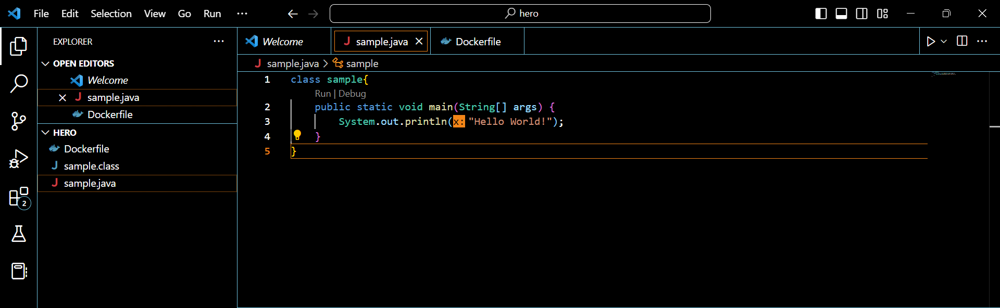 File Edit Selection View Go Run ... hero
EXPLORER ...
OPEN EDITORS
Welcome
sample.java
Dockerfile
HERO
Dockerfile
sample.class
sample.java
2
Welcome sample.java Dockerfile ...
sample.java > sample
1 class sample{
Run | Debug
2 public static void main(String[] args) {
3 System.out.println(x: "Hello World!");
4 }
5 }